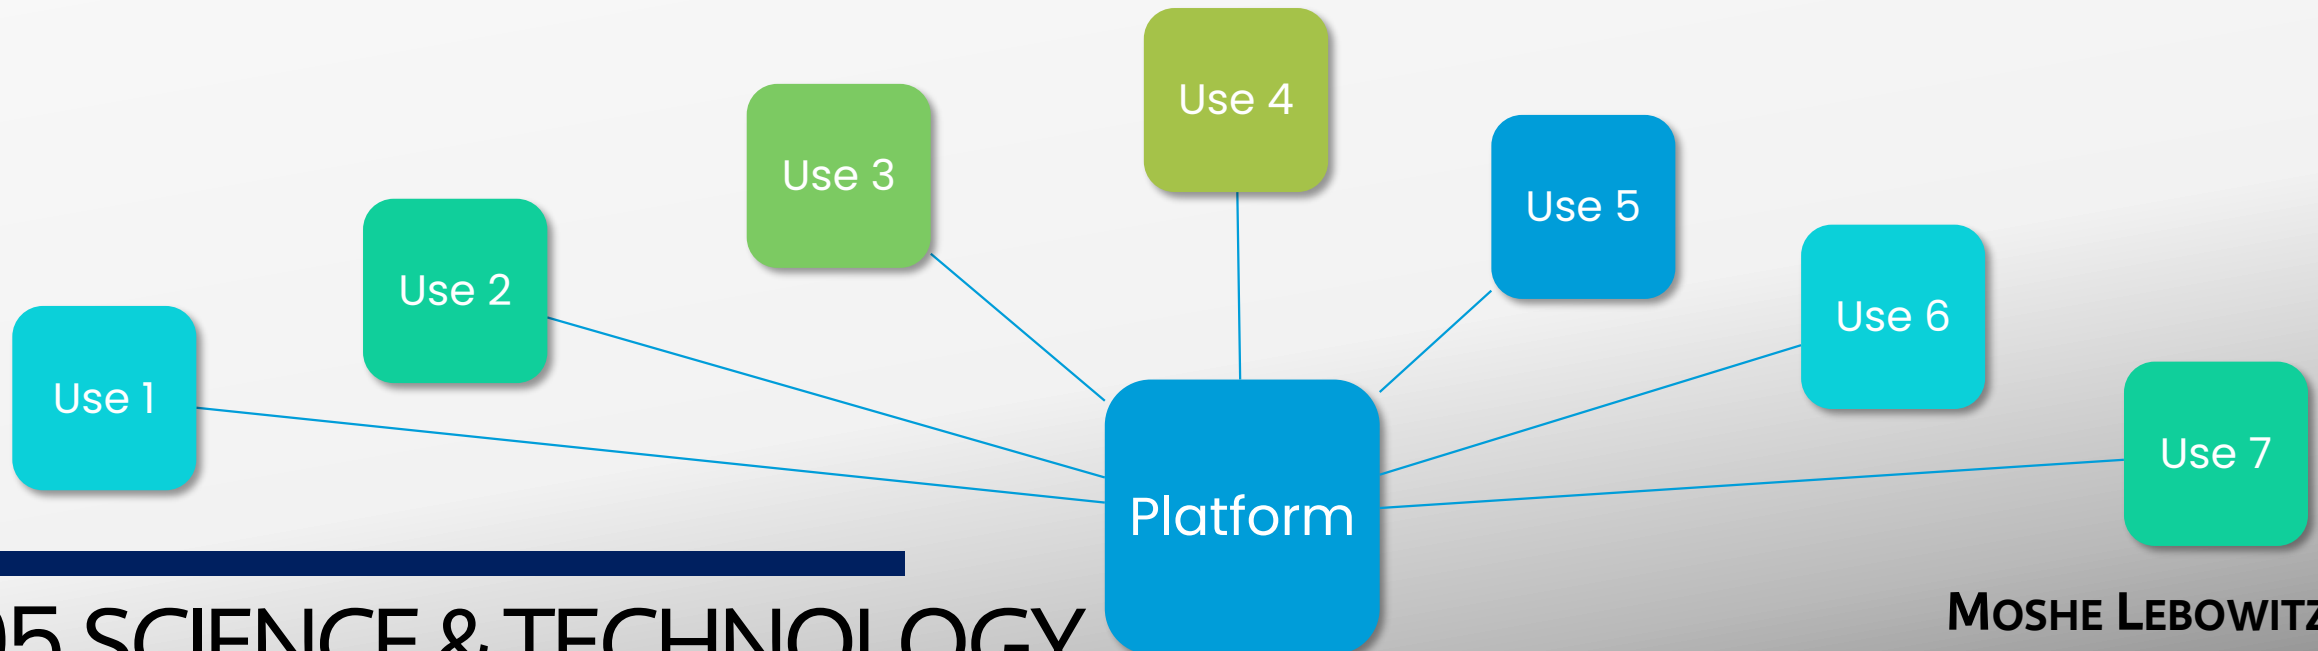 Use 4
Use 3
Use 5
Use 2
Use 6
Use 1
Use 7
Platform
05 SCIENCE & TECHNOLOGY
MOSHE LEBOWITZ